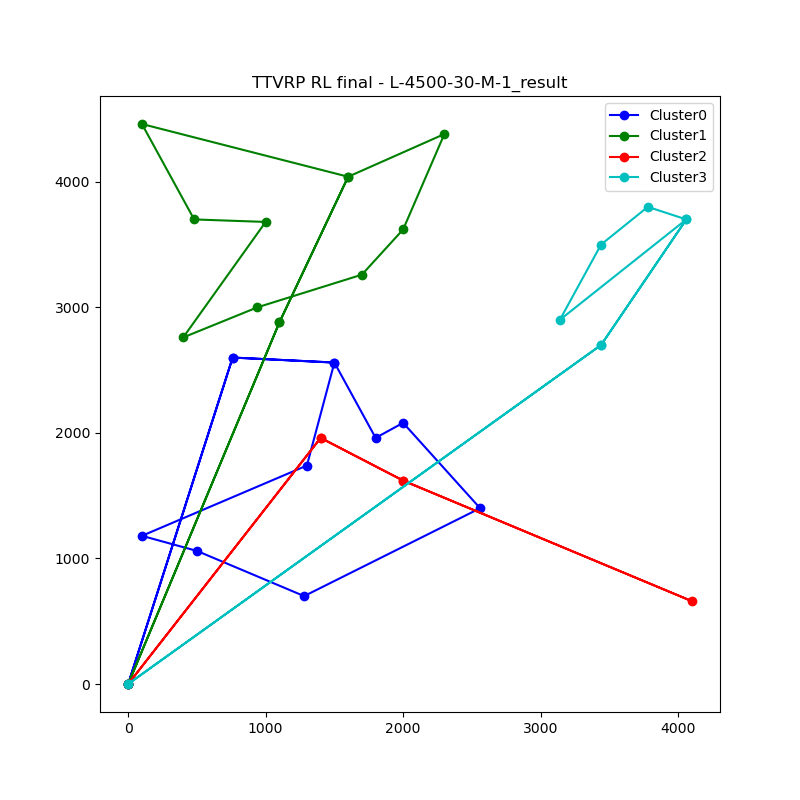 TTVRP RL final - L-4500-30-M-1_result
Cluster0
Cluster1
Cluster2
Cluster3
4000
3000
2000
1000
0
0 1000 2000 3000 4000